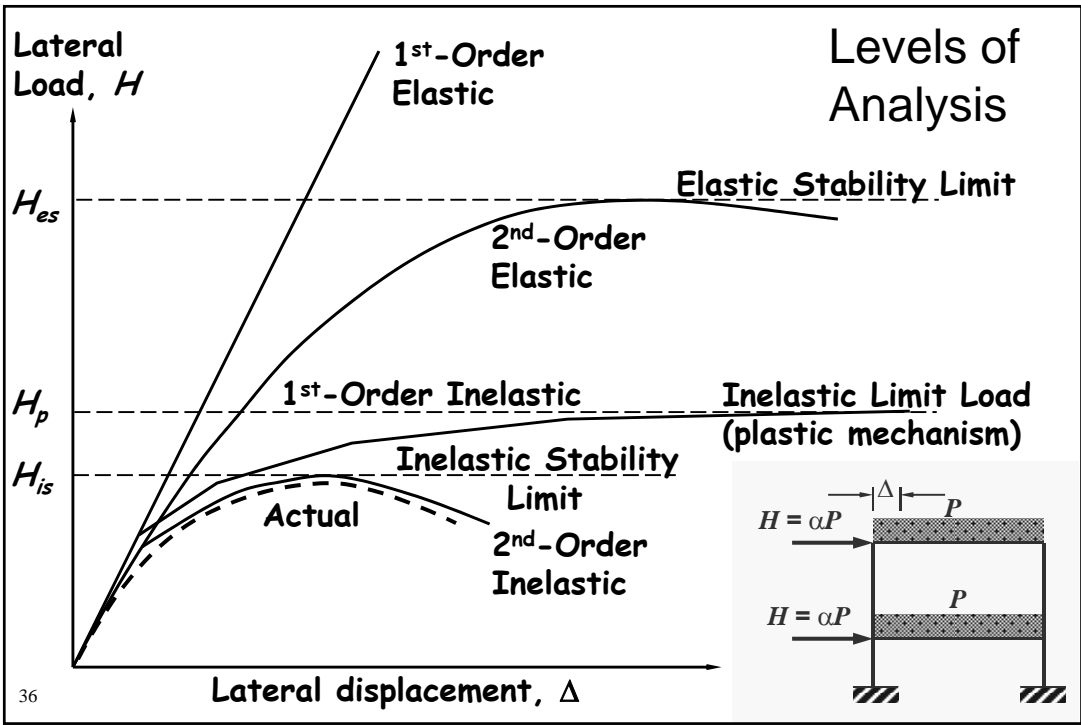 Levels of
Analysis
Lateral
Load, H
1st-Order
Elastic
Hes
Elastic Stability Limit
2nd-Order
Elastic
Hp
1st-Order Inelastic
Inelastic Limit Load
(plastic mechanism)
His
Inelastic Stability
Limit
Actual
2nd-Order
Inelastic
Δ
P
H = αP
P
H = αP
Lateral displacement, Δ
36